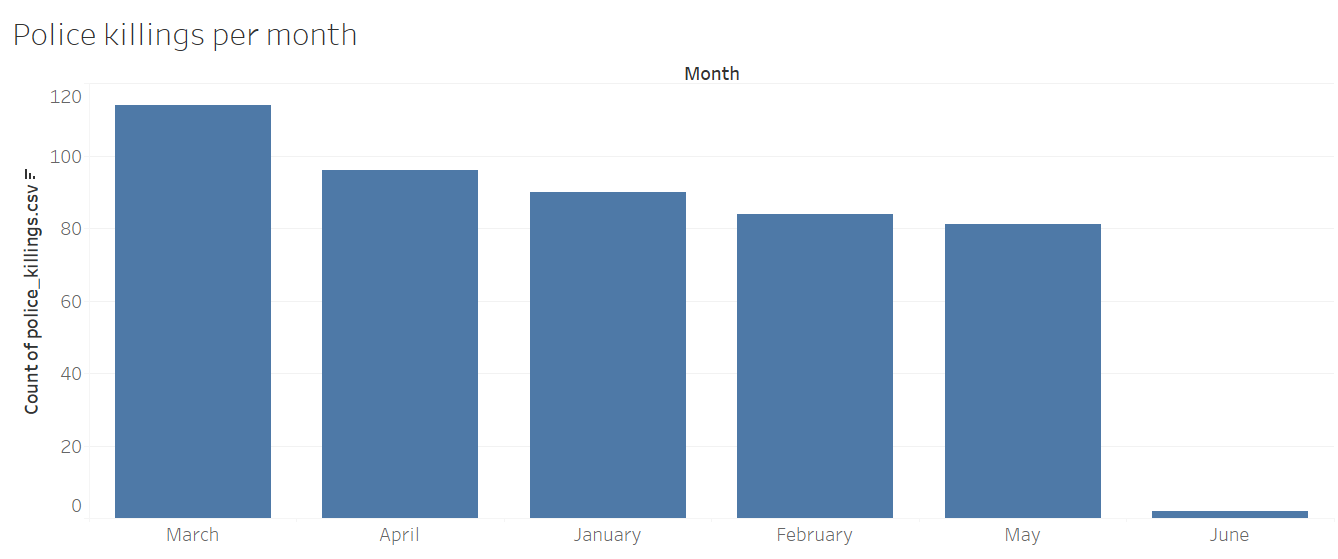 Police killings per month
Month
Count of police_killings.csv
120
100
80
60
40
20
0
March April January February May June